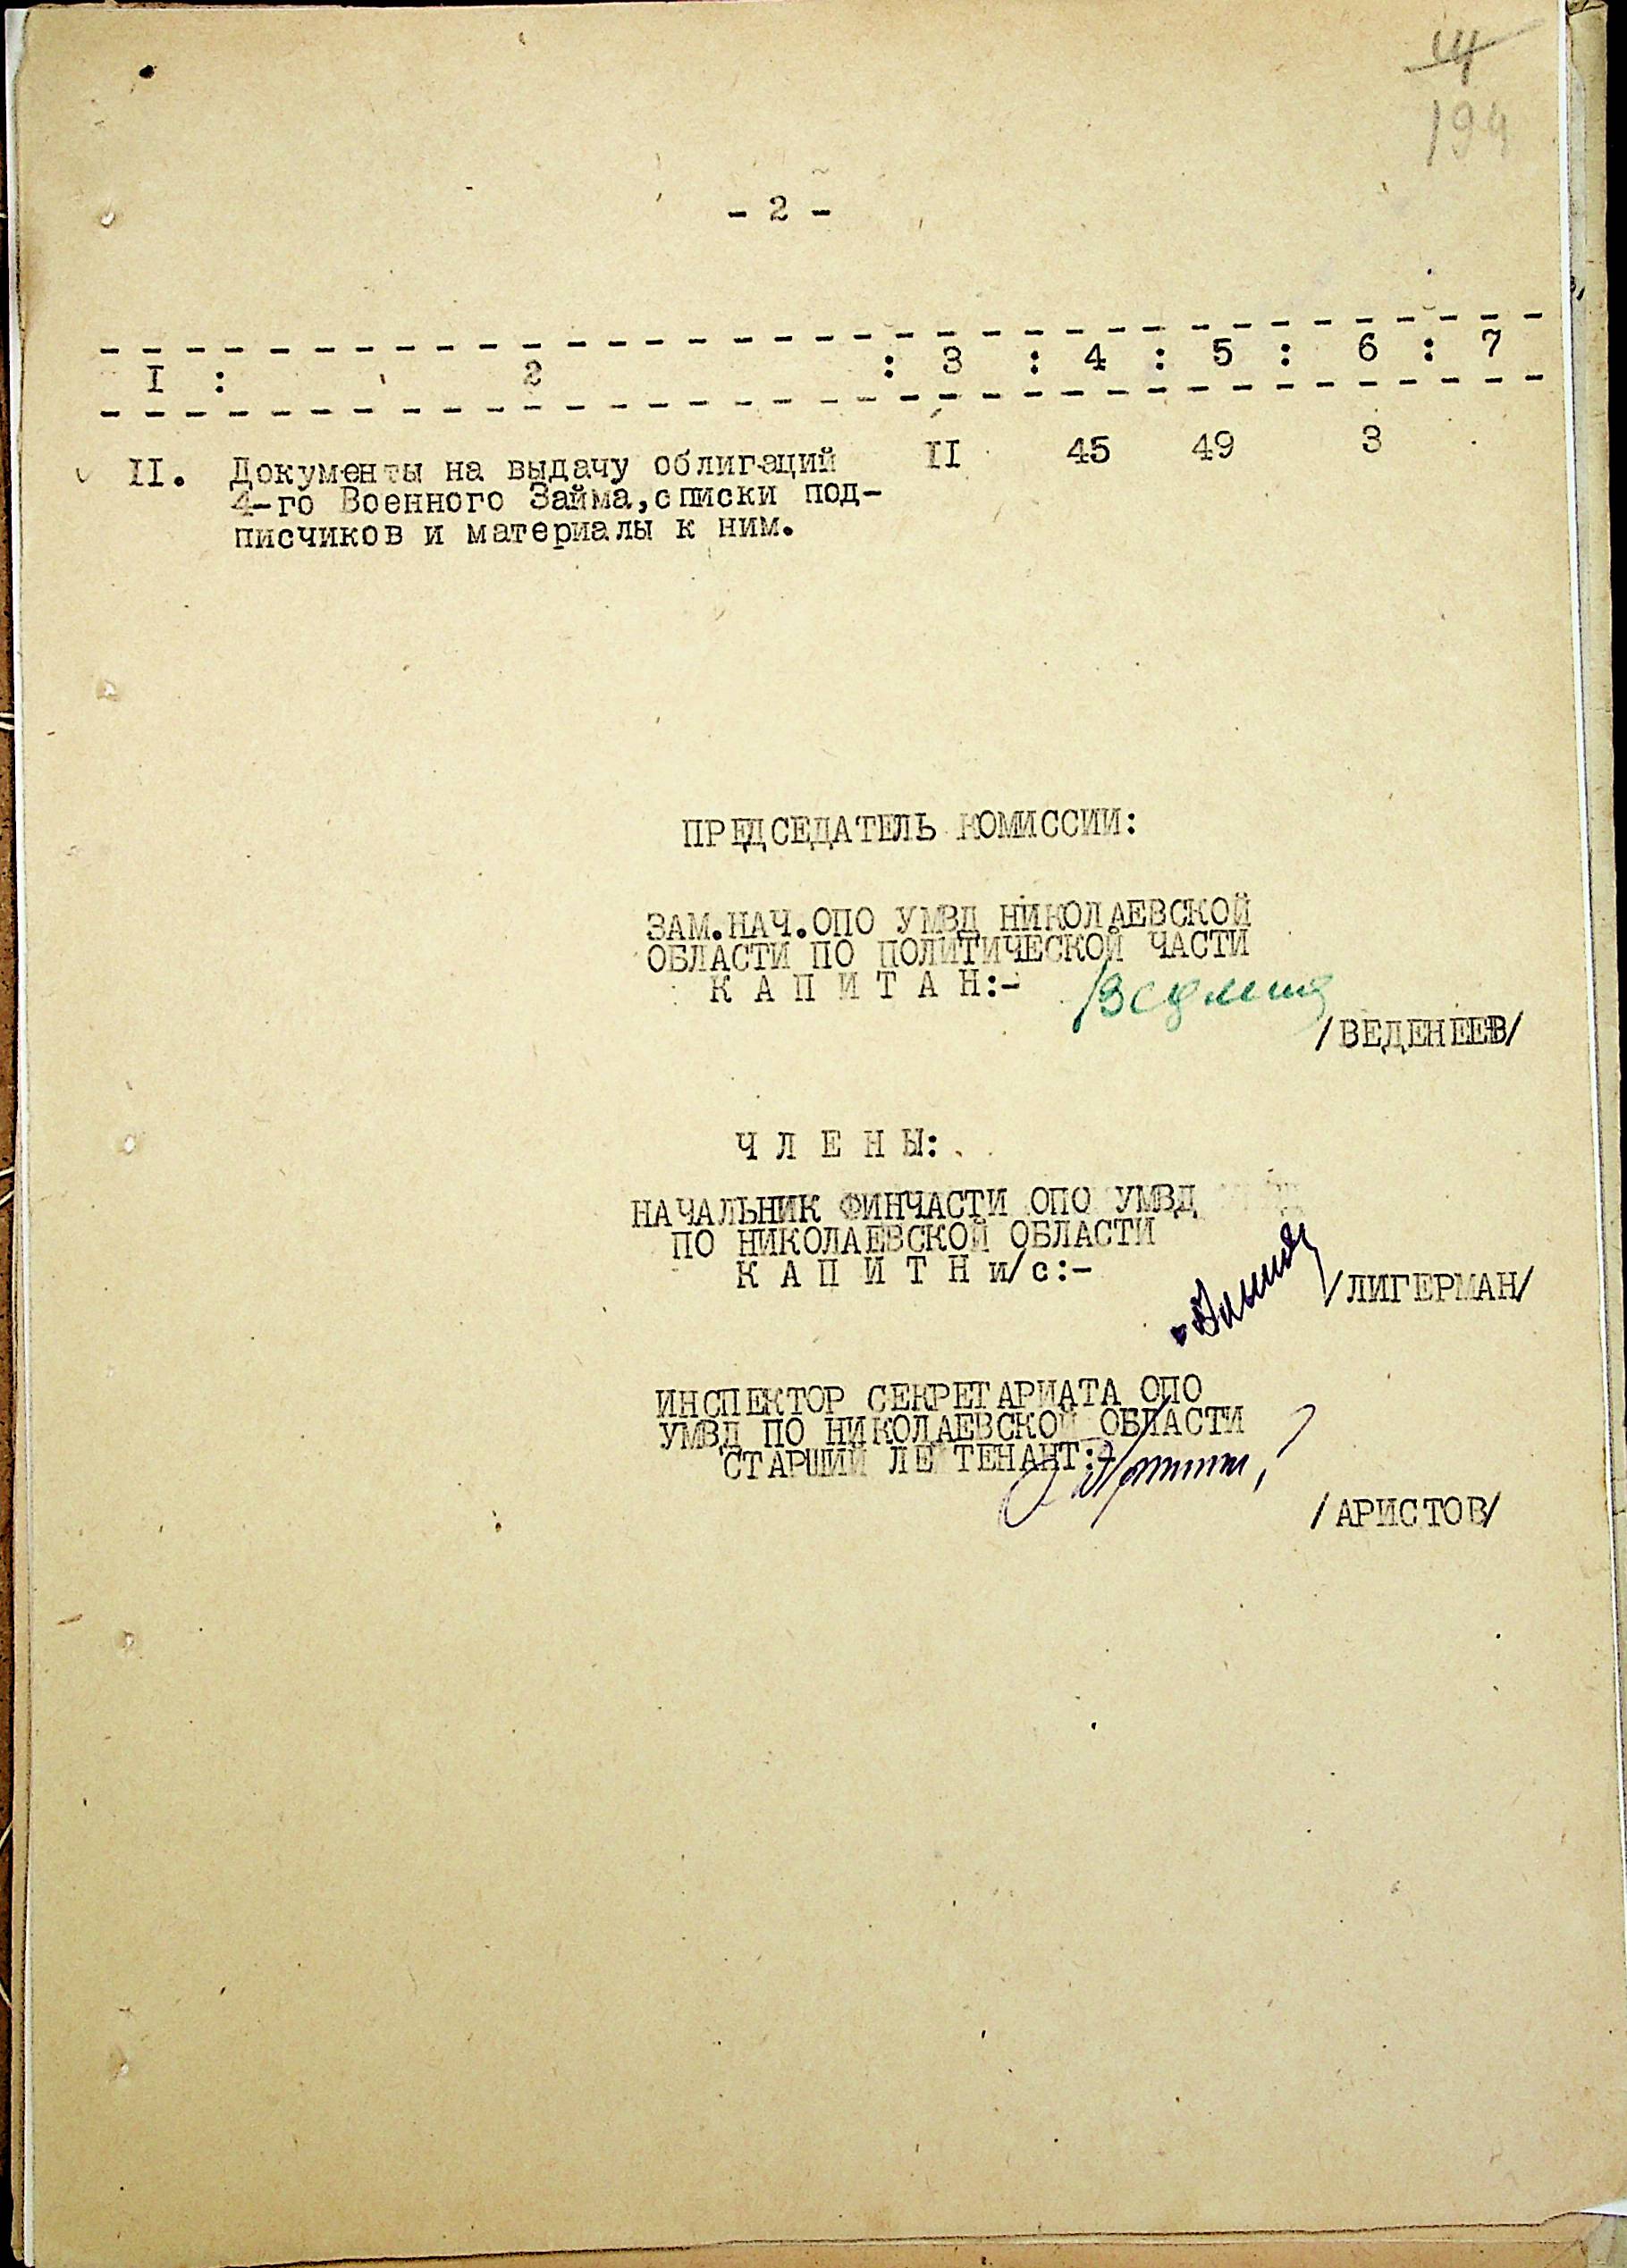 194
- 2 -
I : 2 : 3 : 4 : 5 : 6 : 7
II. Документы на выдачу облигаций II 45 49 3
4-го Военного Займа,списки под-
писчиков и материалы к ним.
ПРЕДСЕДАТЕЛЬ КОМИССИИ:
ЗАМ.НАЧ.ОПО УМВД НИКОЛАЕВСКОЙ
ОБЛАСТИ ПО ПОЛИТИЧЕСКОЙ ЧАСТИ
К А П И Т А Н:-
/ВЕДЕНЕЕВ/
Ч Л Е Н Ы:
НАЧАЛЬНИК ФИНЧАСТИ ОПО УМВД
ПО НИКОЛАЕВСКОЙ ОБЛАСТИ
К А П И Т Н и/с:-
/ЛИГЕРМАН/
ИНСПЕКТОР СЕКРЕТАРИАТА ОПО
УМВД ПО НИКОЛАЕВСКОЙ ОБЛАСТИ
СТАРШИЙ ЛЕ ТЕНАНТ:-
/АРИСТОВ/